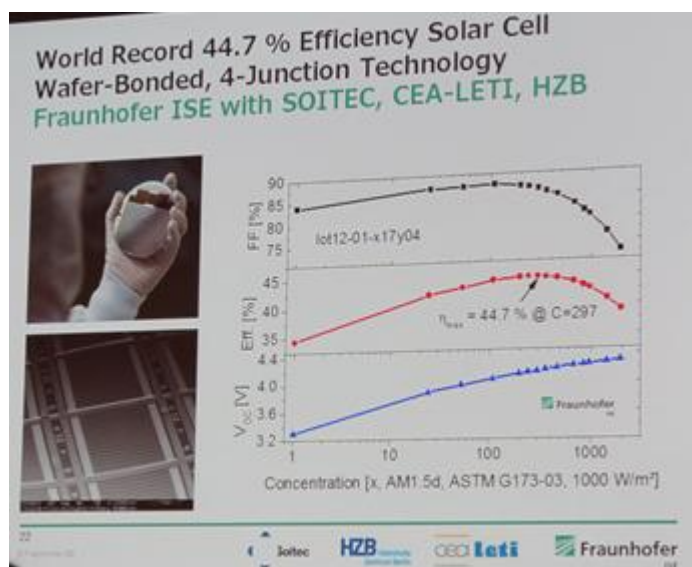 World Record 44.7 % Efficiency Solar Cell
Wafer-Bonded, 4-Junction Technology
Fraunhofer ISE with SOITEC, CEA-LETI, HZB
90
85
80
75
FF [%]
lot12-01-x17y04
45
40
35
Eff. [%]
ηmax = 44.7 % @ C=297
4.4
4.0
3.6
3.2
VOC [V]
Fraunhofer
ISE
1 10 100 1000
Concentration [x, AM1.5d, ASTM G173-03, 1000 W/m²]
22
Soitec
HZB
cea leti
Fraunhofer
ISE